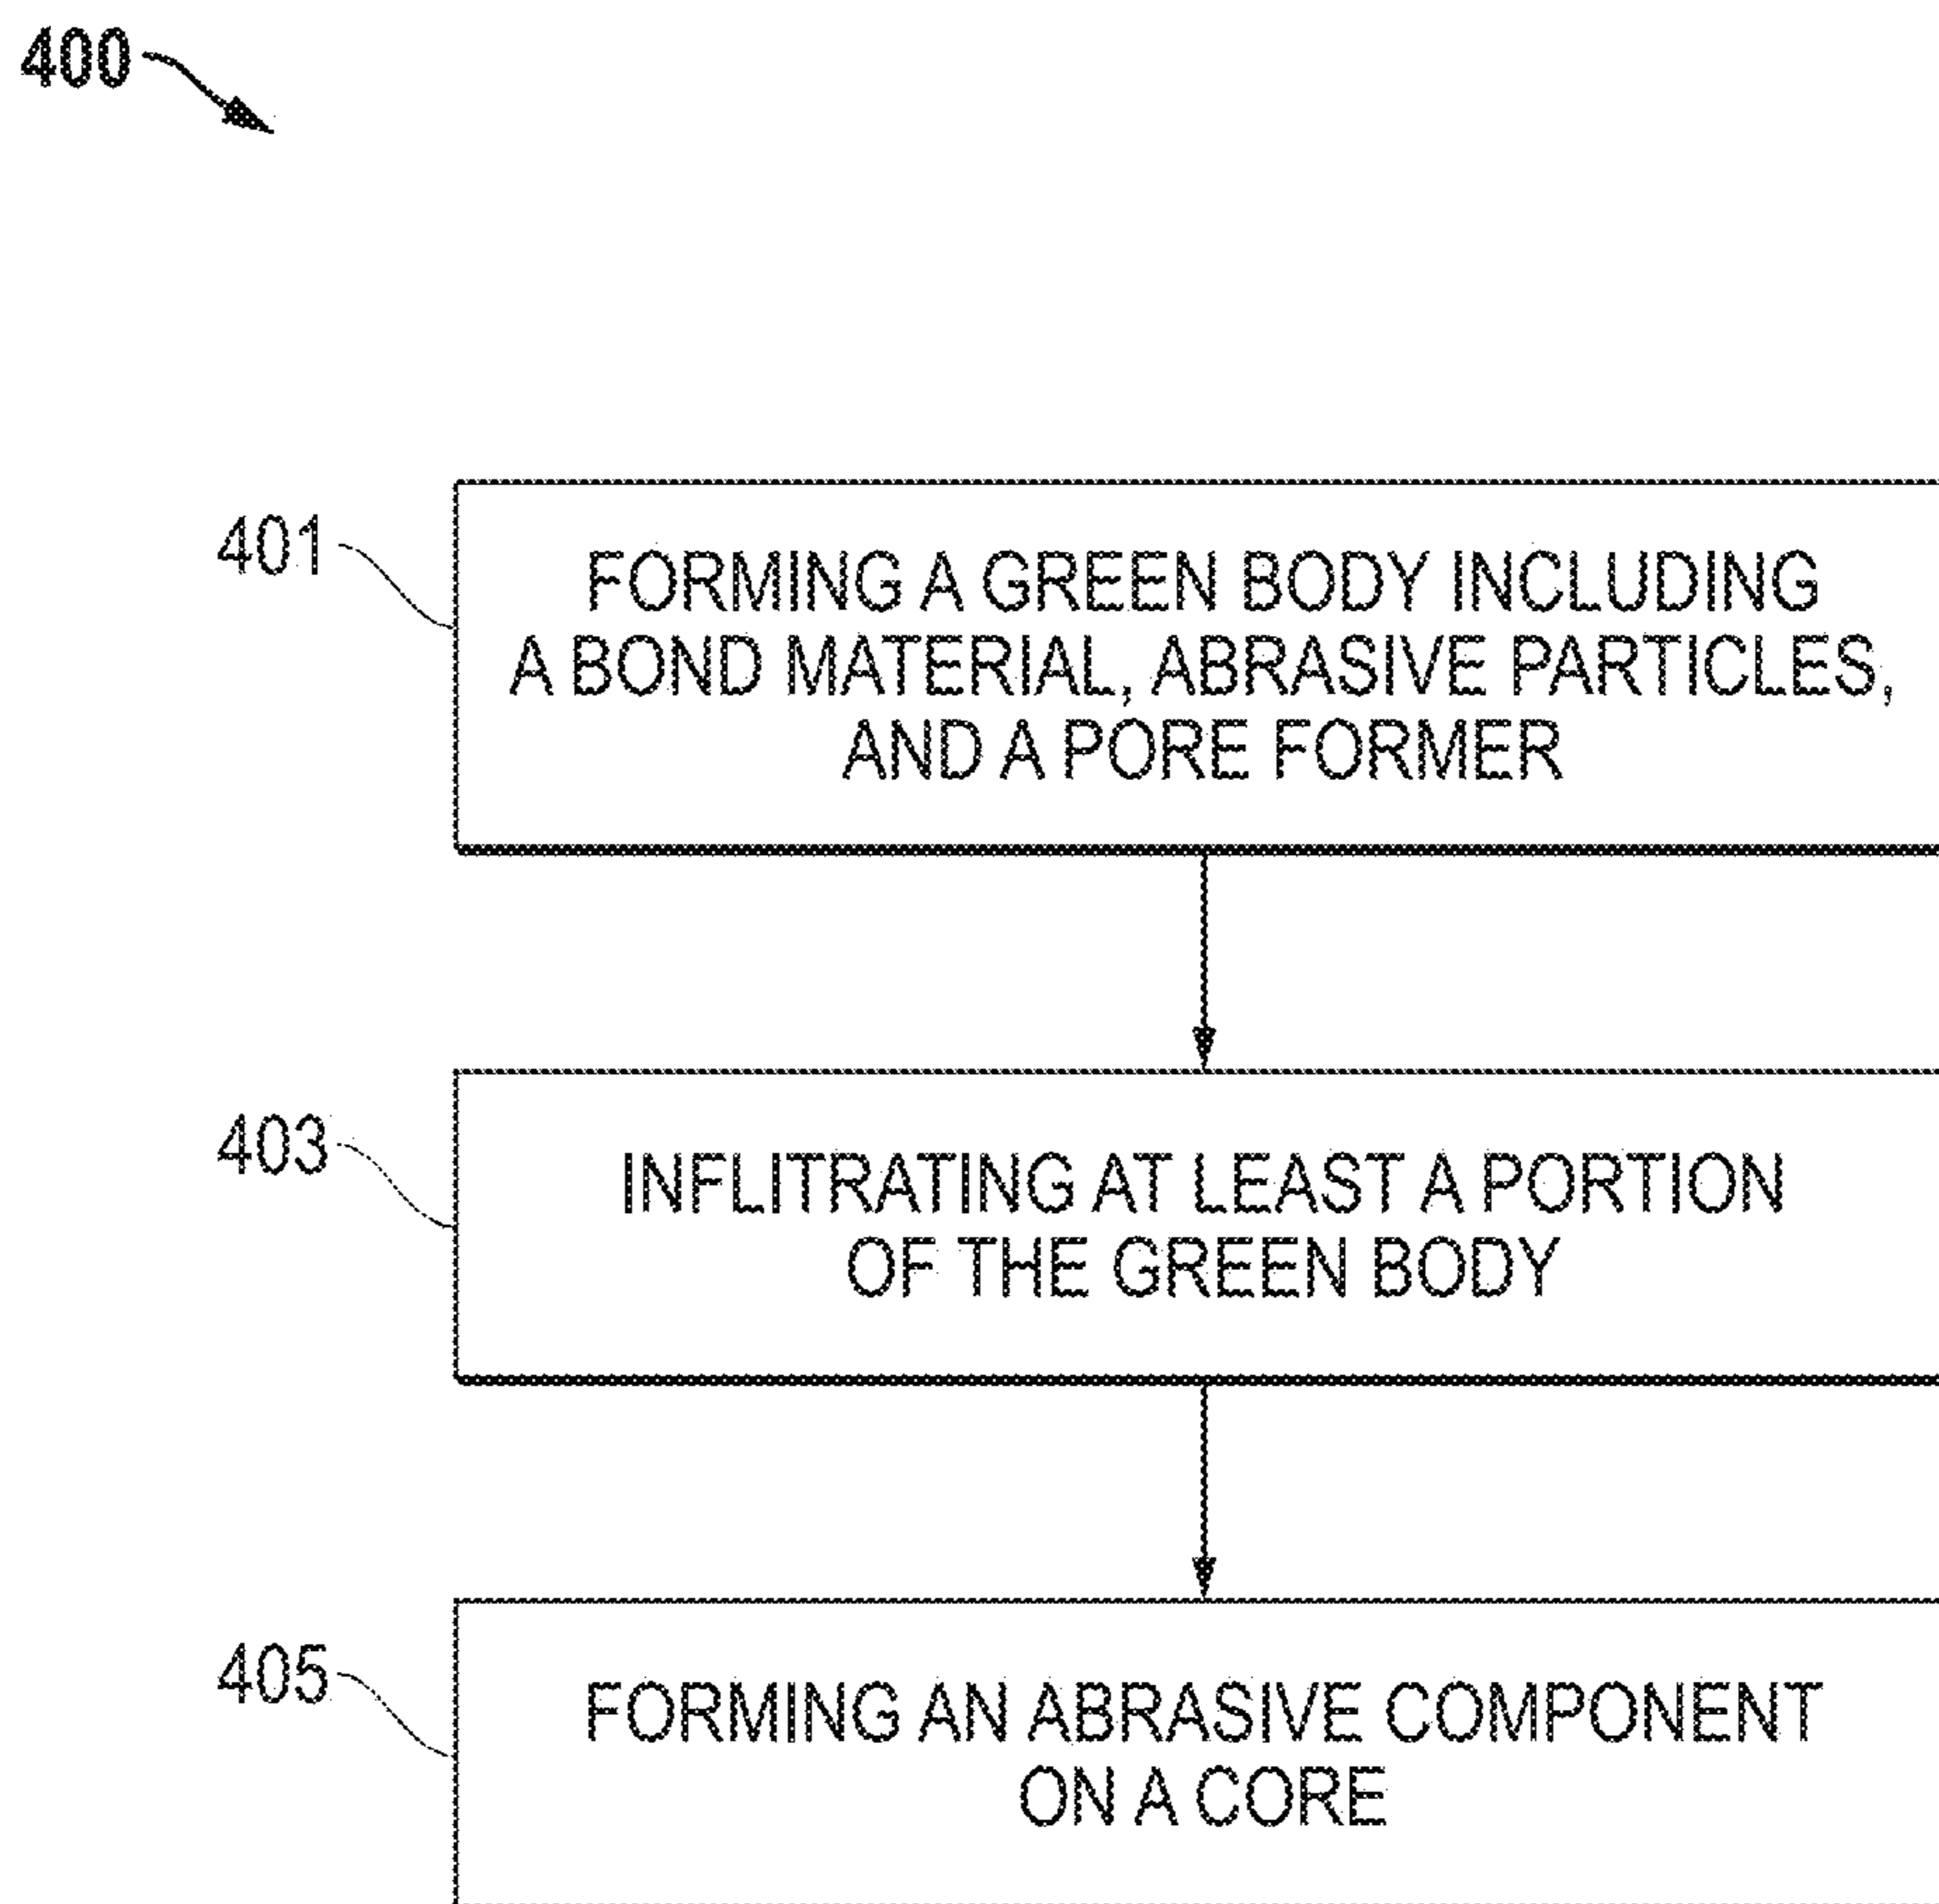 400
401
FORMING A GREEN BODY INCLUDING
A BOND MATERIAL, ABRASIVE PARTICLES,
AND A PORE FORMER
403
INFLITRATING AT LEAST A PORTION
OF THE GREEN BODY
405
FORMING AN ABRASIVE COMPONENT
ON A CORE